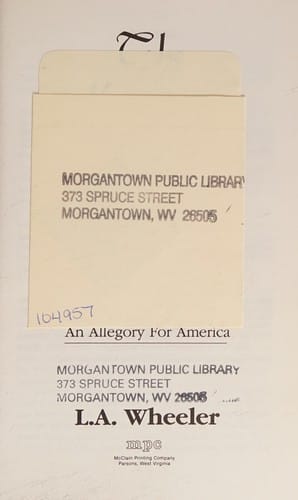 MORGANTOWN PUBLIC LIBRARY
373 SPRUCE STREET
MORGANTOWN, WV 26505
104957
An Allegory For America
MORGANTOWN PUBLIC LIBRARY
373 SPRUCE STREET
MORGANTOWN, WV 26505
L.A. Wheeler
mpc
McClain Printing Company
Parsons, West Virginia